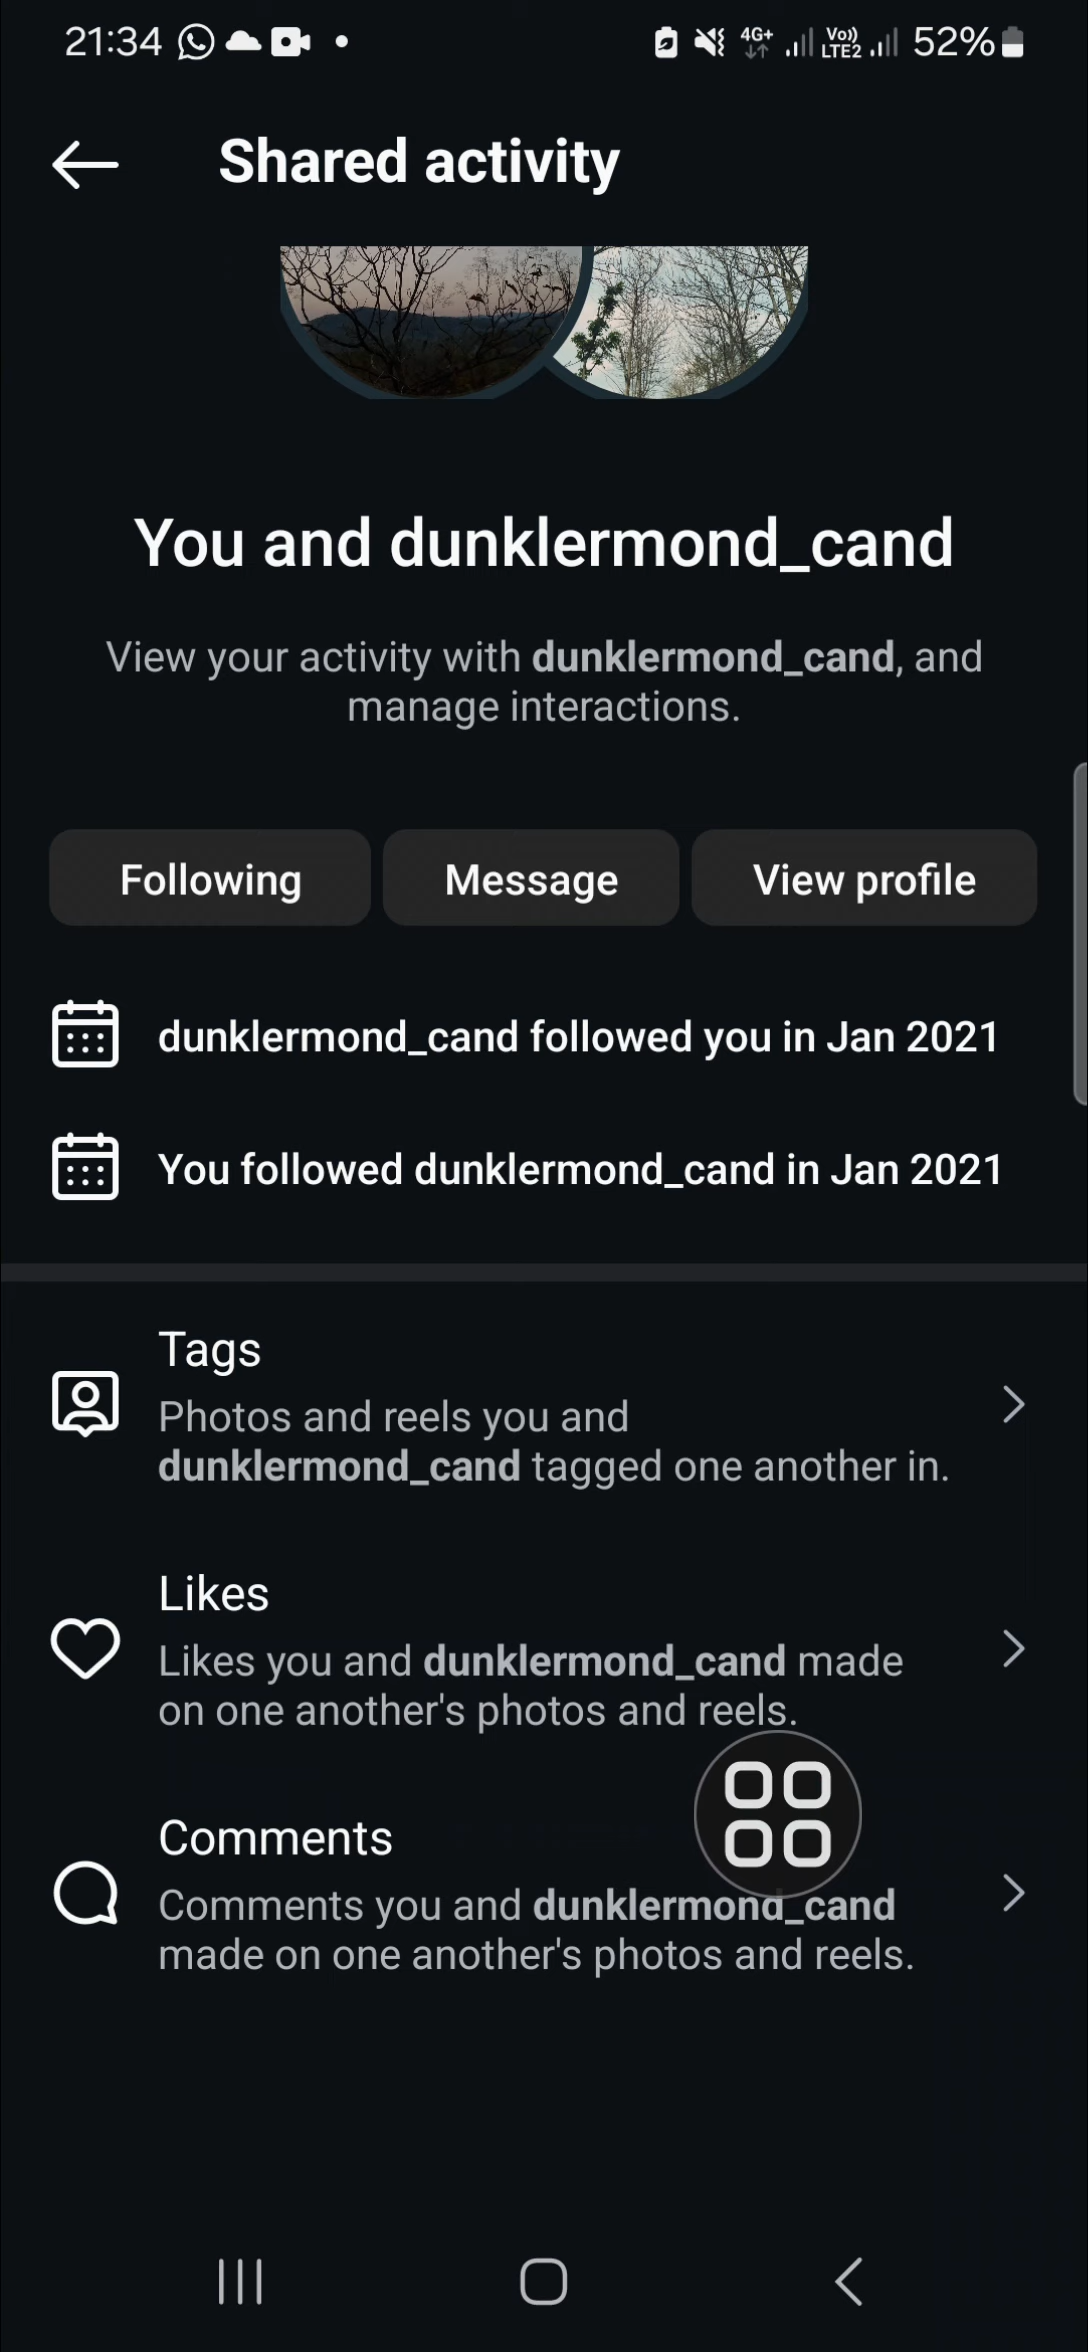 21:34
4G+
Vo))
LTE2
52%
Shared activity
You and dunklermond_cand
View your activity with dunklermond_cand, and
manage interactions.
Following
Message
View profile
dunklermond_cand followed you in Jan 2021
You followed dunklermond_cand in Jan 2021
Tags
Photos and reels you and
dunklermond_cand tagged one another in.
Likes
Likes you and dunklermond_cand made
on one another's photos and reels.
Comments
Comments you and dunklermond_cand
made on one another's photos and reels.